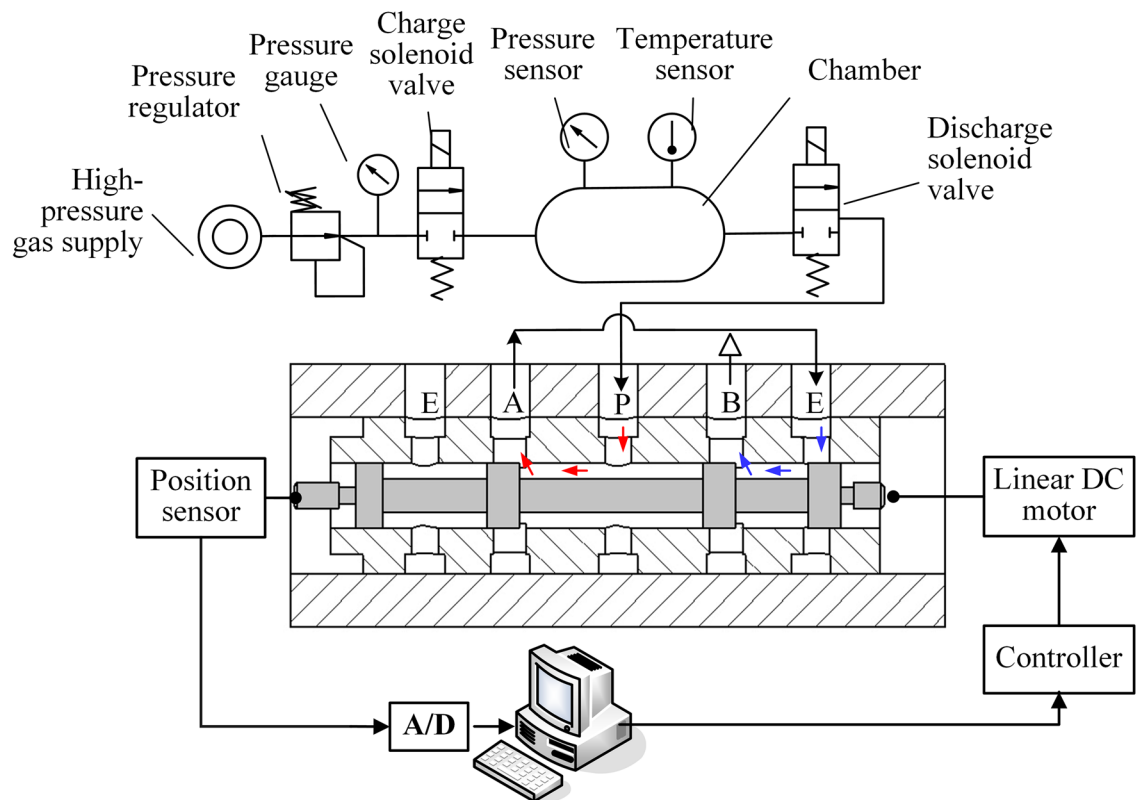 Charge
solenoid
valve
Pressure
gauge
Pressure
sensor
Temperature
sensor
Chamber
Pressure
regulator
Discharge
solenoid
valve
High-
pressure
gas supply
E
A
P
B
E
Position
sensor
Linear DC
motor
Controller
A/D